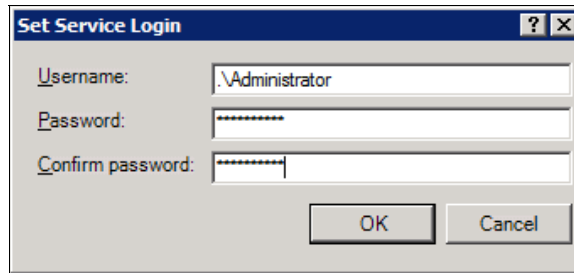 Set Service Login
Username: .\Administrator
Password: **********
Confirm password: **********
OK Cancel